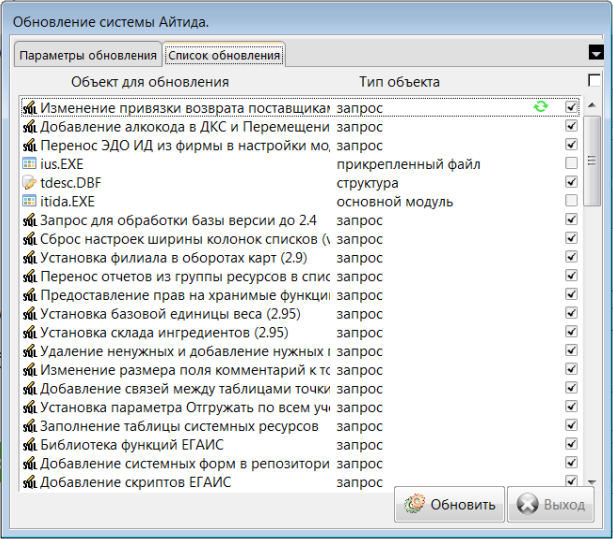 Обновление системы Айтида.
Параметры обновления Список обновления
Объект для обновления Тип объекта
Изменение привязки возврата поставщикам запрос
Добавление алкокода в ДКС и Перемещени запрос
Перенос ЭДО ИД из фирмы в настройки мо, запрос
ius.EXE прикрепленный файл
tdesc.DBF структура
itida.EXE основной модуль
Запрос для обработки базы версии до 2.4 запрос
Сброс настроек ширины колонок списков (v запрос
Установка филиала в оборотах карт (2.9) запрос
Перенос отчетов из группы ресурсов в спис запрос
Предоставление прав на хранимые функции запрос
Установка базовой единицы веса (2.95) запрос
Установка склада ингредиентов (2.95) запрос
Удаление ненужных и добавление нужных г запрос
Изменение размера поля комментарий к то запрос
Добавление связей между таблицами точки запрос
Установка параметра Отгружать по всем уч запрос
Заполнение таблицы системных ресурсов запрос
Библиотека функций ЕГАИС запрос
Добавление системных форм в репозитори запрос
Добавление скриптов ЕГАИС запрос
Обновить Выход